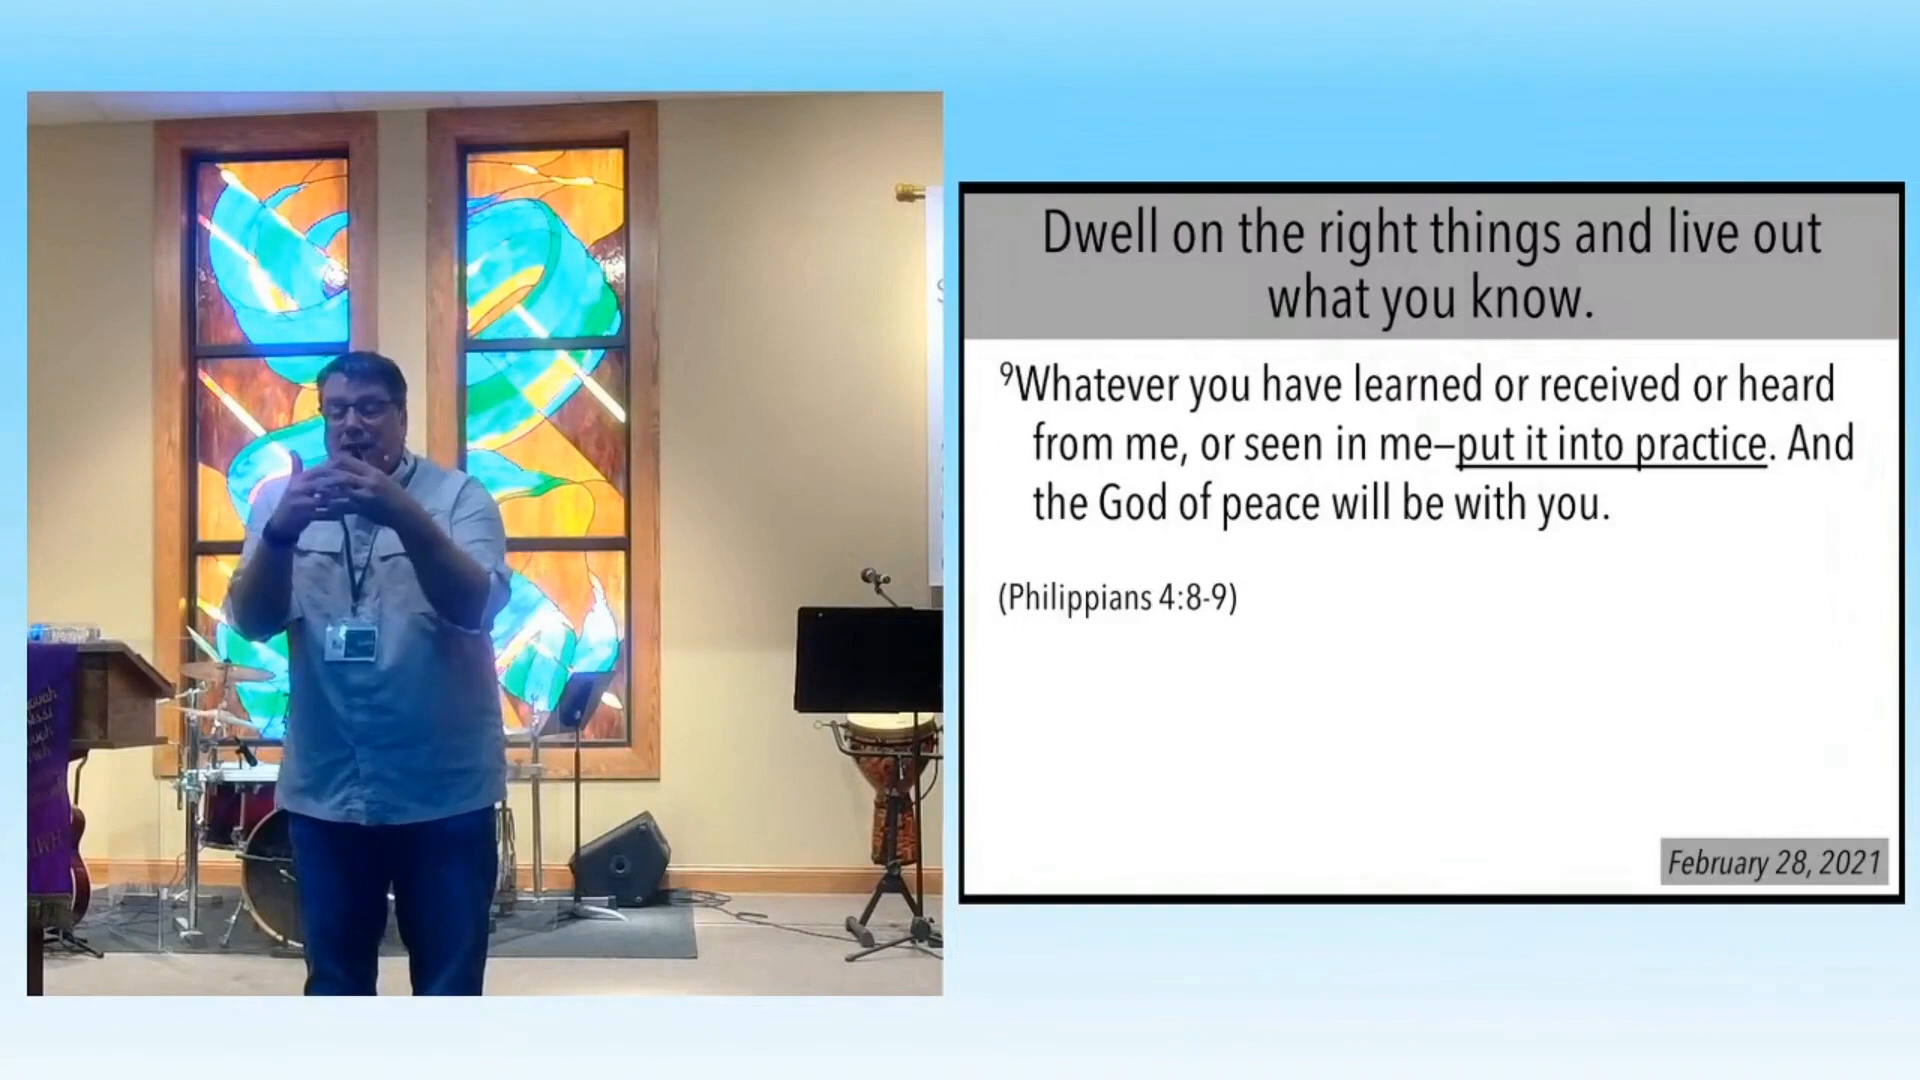 Dwell on the right things and live out
what you know.
⁹Whatever you have learned or received or heard
from me, or seen in me–put it into practice. And
the God of peace will be with you.
(Philippians 4:8-9)
February 28, 2021